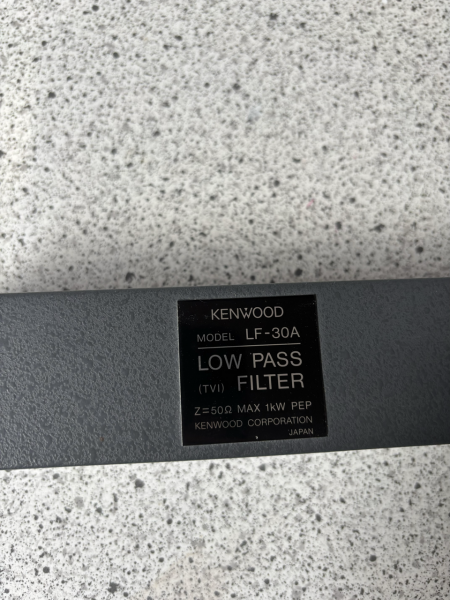 KENWOOD
MODEL LF-30A
LOW PASS
(TVI) FILTER
Z=50Ω MAX 1kW PEP
KENWOOD CORPORATION
JAPAN